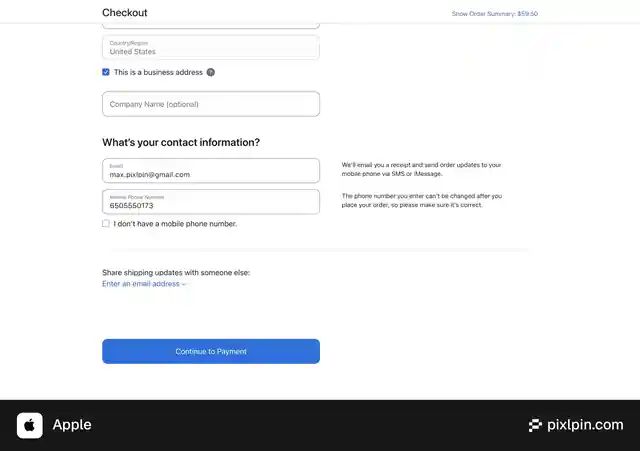 Checkout
Show Order Summary: $59.50
Country/Region
United States
This is a business address
Company Name (optional)
What's your contact information?
Email
max.pixlpin@gmail.com
We'll email you a receipt and send order updates to your
mobile phone via SMS or iMessage.
Mobile Phone Number
6505550173
The phone number you enter can't be changed after you
place your order, so please make sure it's correct.
I don't have a mobile phone number.
Share shipping updates with someone else:
Enter an email address
Continue to Payment
Apple
pixlpin.com